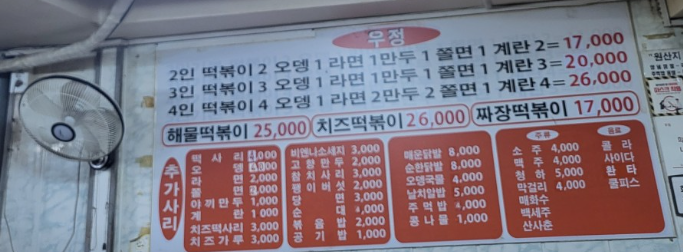 우정
2인 떡볶이 2 오뎅 1 라면 1만두 1 쫄면 1 계란 2= 17,000
3인 떡볶이 3 오뎅 1 라면 1만두 1 쫄면 1 계란 3= 20,000
4인 떡볶이 4 오뎅 1 라면 2만두 2 쫄면 1 계란 4= 26,000
해물떡볶이 25,000
치즈떡볶이 26,000
짜장떡볶이 17,000
추가사리
떡 사 리
오 뎅
라 면 2,000
쫄 면
야끼만두 1,000
계 란 1 000
치즈떡사리 3,000
치즈가루 3,000
비엔나소세지 3,000
고향만두 2,000
참치사리 3,000
팽이버섯 2,000
당 면 3,000
순 대 4,000
볶음밥 2,000
공기밥 1,000
매운닭발 8,000
순한닭발 8,000
오뎅국물 4,000
날치알밥 5,000
주먹밥 4,000
콩나물 1,000
주류
소 주 4,000
맥 주 4,000
청 하 5,000
막걸리 4,000
매화수
백세주
산사춘
음료
콜 라
사이다
환 타
쿨피스
원산지